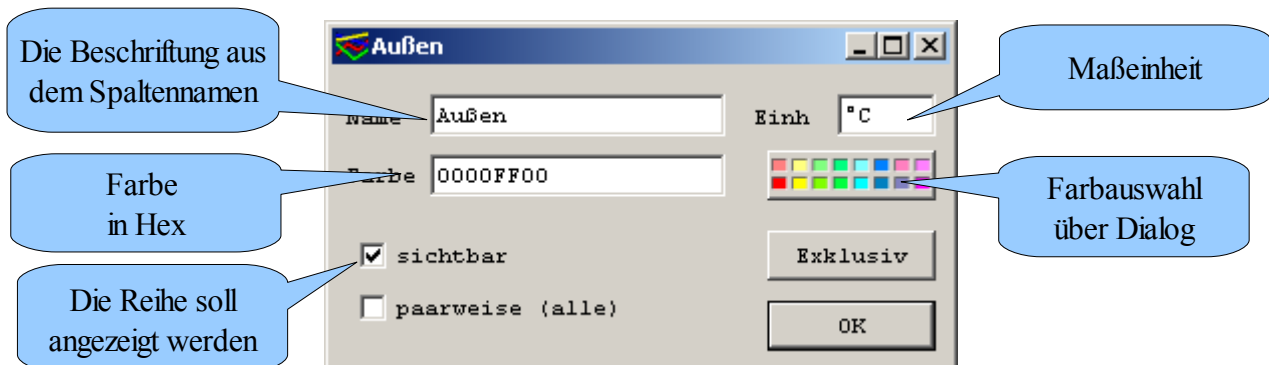 Die Beschriftung aus
dem Spaltennamen
Außen
Maßeinheit
Name
Außen
Einh
°C
Farbe
in Hex
Farbe
0000FF00
Farbauswahl
über Dialog
sichtbar
Exklusiv
Die Reihe soll
angezeigt werden
paarweise (alle)
OK